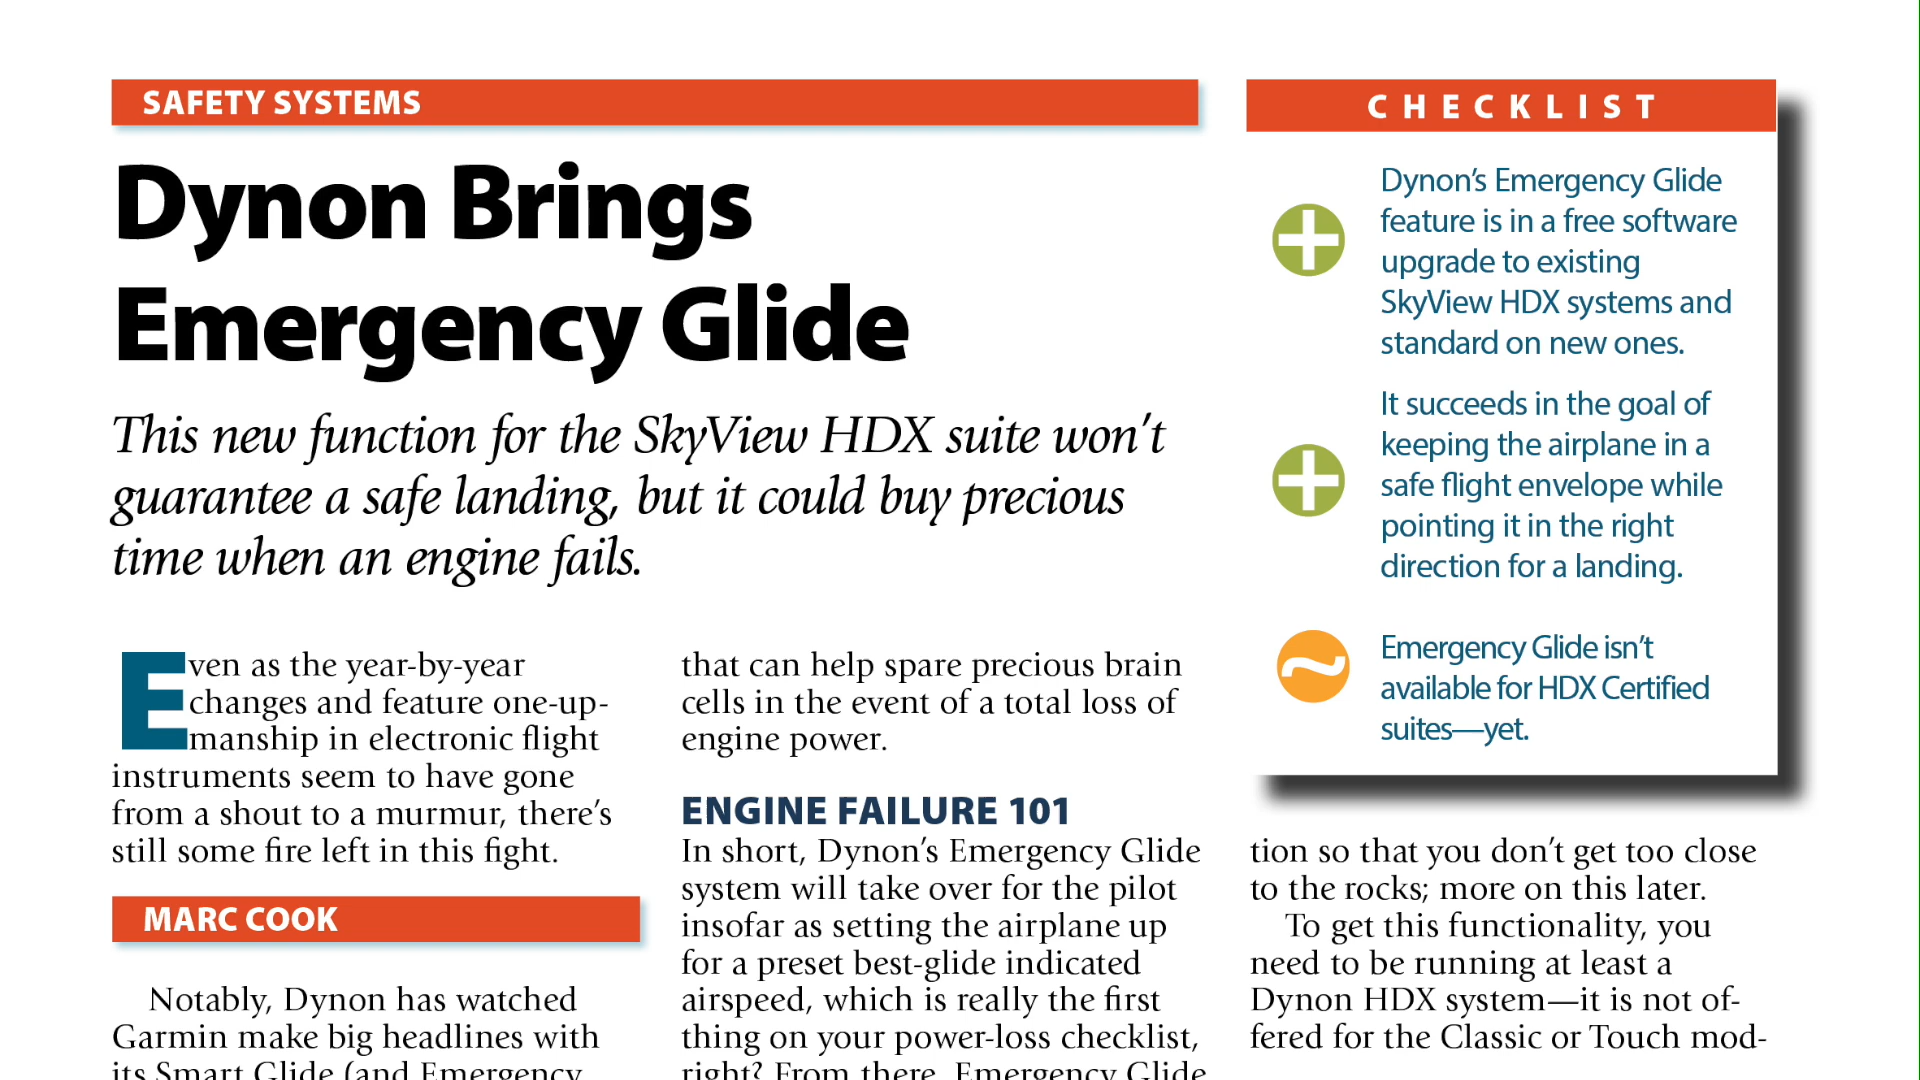 SAFETY SYSTEMS
Dynon Brings
Emergency Glide
This new function for the SkyView HDX suite won't
guarantee a safe landing, but it could buy precious
time when an engine fails.
Even as the year-by-year
changes and feature one-up-
manship in electronic flight
instruments seem to have gone
from a shout to a murmur, there's
still some fire left in this fight.
MARC COOK
Notably, Dynon has watched
Garmin make big headlines with
its Smart Glide (and Emergency
that can help spare precious brain
cells in the event of a total loss of
engine power.
ENGINE FAILURE 101
In short, Dynon's Emergency Glide
system will take over for the pilot
insofar as setting the airplane up
for a preset best-glide indicated
airspeed, which is really the first
thing on your power-loss checklist,
right? From there, Emergency Glide
CHECKLIST
Dynon's Emergency Glide
feature is in a free software
upgrade to existing
SkyView HDX systems and
standard on new ones.
It succeeds in the goal of
keeping the airplane in a
safe flight envelope while
pointing it in the right
direction for a landing.
Emergency Glide isn't
available for HDX Certified
suites—yet.
tion so that you don't get too close
to the rocks; more on this later.
To get this functionality, you
need to be running at least a
Dynon HDX system—it is not of-
fered for the Classic or Touch mod-